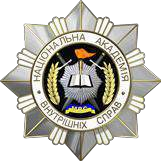 НАЦІОНАЛЬНА АКАДЕМІЯ
ВНУТРІШНІХ СПРАВ